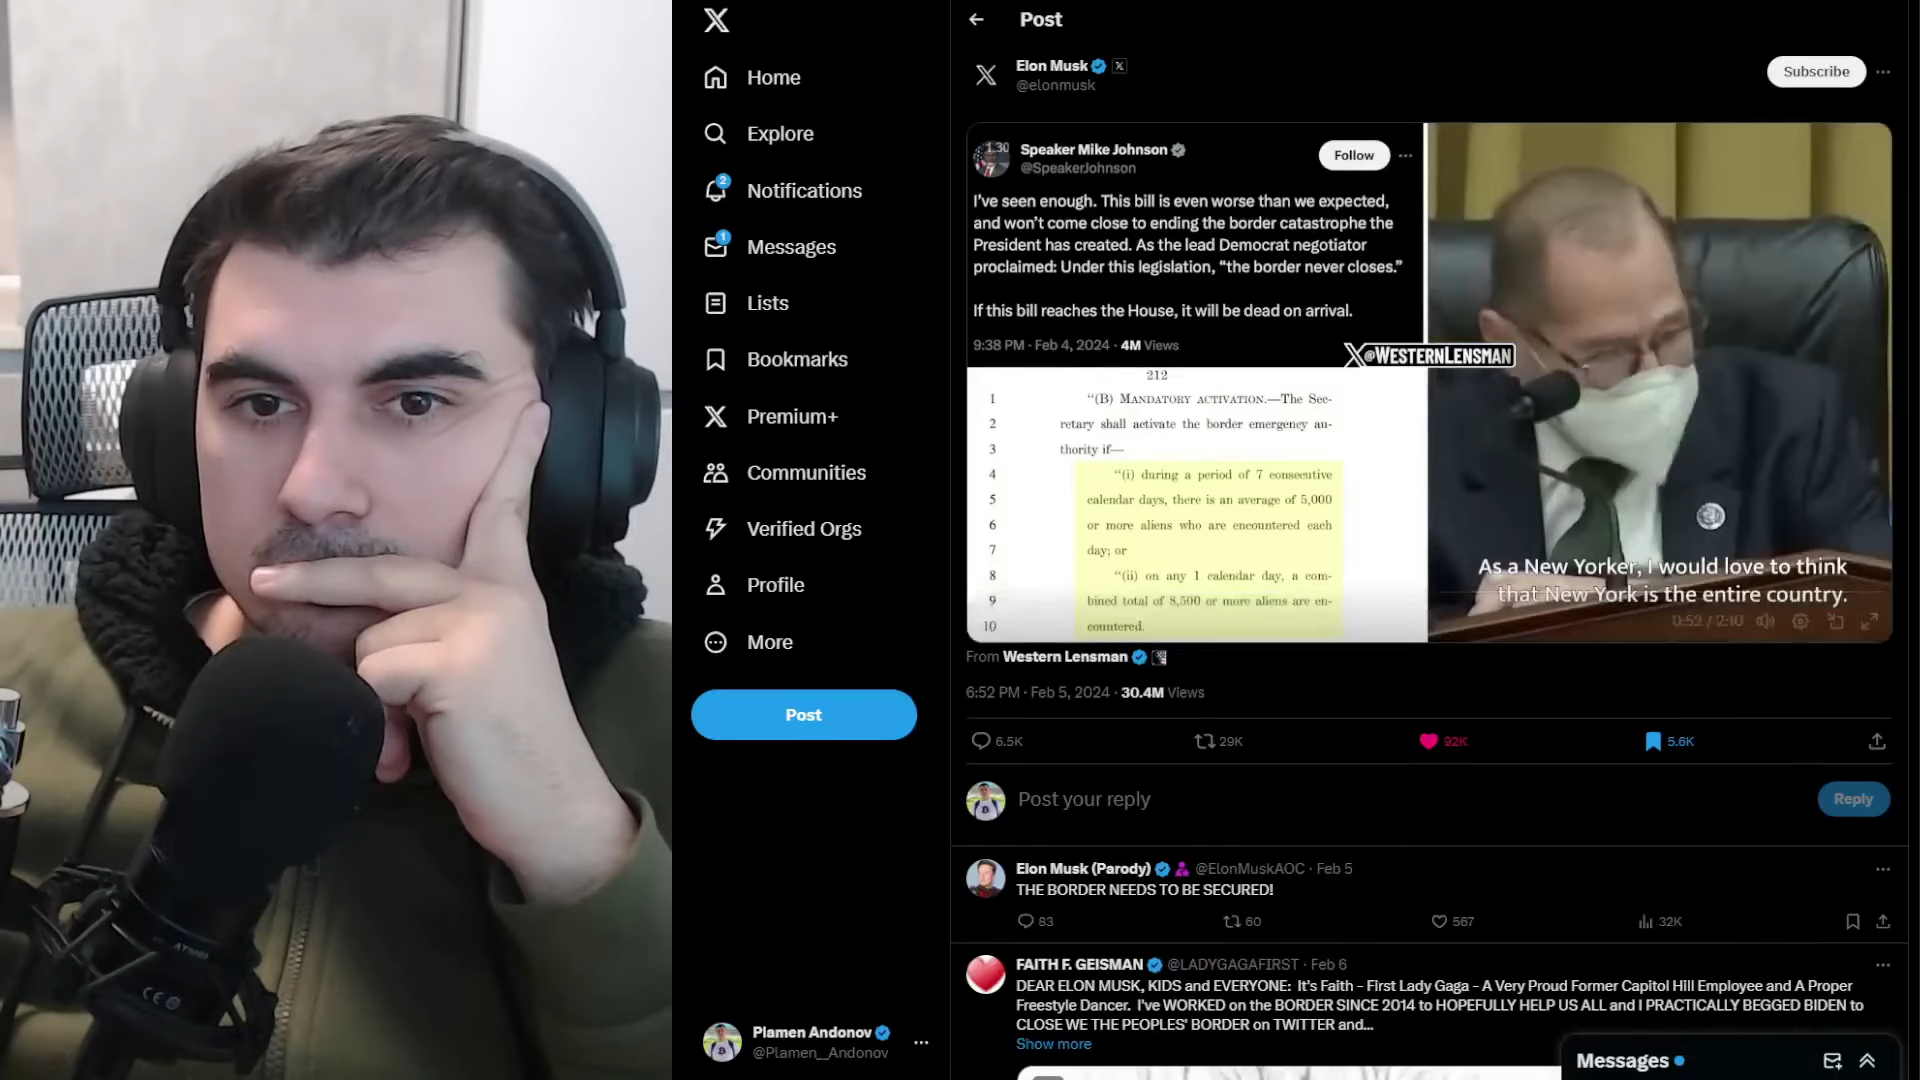 Home
Explore
2
Notifications
1
Messages
Lists
Bookmarks
Premium+
Communities
Verified Orgs
Profile
More
Post
Plamen Andonov
@Plamen__Andonov
Post
Elon Musk
@elonmusk
Subscribe
1.30
Speaker Mike Johnson
@SpeakerJohnson
Follow
I've seen enough. This bill is even worse than we expected,
and won't come close to ending the border catastrophe the
President has created. As the lead Democrat negotiator
proclaimed: Under this legislation, “the border never closes.”
If this bill reaches the House, it will be dead on arrival.
9:38 PM · Feb 4, 2024 · 4M Views
X@WESTERNLENSMAN
212
1 “(B) MANDATORY ACTIVATION.—The Sec-
2 retary shall activate the border emergency au-
3 thority if—
4 “(i) during a period of 7 consecutive
5 calendar days, there is an average of 5,000
6 or more aliens who are encountered each
7 day; or
8 “(ii) on any 1 calendar day, a com-
9 bined total of 8,500 or more aliens are en-
10 countered.
As a New Yorker, I would love to think
that New York is the entire country.
0:52 / 2:10
From Western Lensman
6:52 PM · Feb 5, 2024 · 30.4M Views
6.5K 29K 92K 5.6K
Post your reply
Reply
Elon Musk (Parody) @ElonMuskAOC · Feb 5
THE BORDER NEEDS TO BE SECURED!
83 60 567 32K
FAITH F. GEISMAN @LADYGAGAFIRST · Feb 6
DEAR ELON MUSK, KIDS and EVERYONE: It's Faith - First Lady Gaga - A Very Proud Former Capitol Hill Employee and A Proper
Freestyle Dancer. I've WORKED on the BORDER SINCE 2014 to HOPEFULLY HELP US ALL and I PRACTICALLY BEGGED BIDEN to
CLOSE WE THE PEOPLES' BORDER on TWITTER and...
Show more
Messages